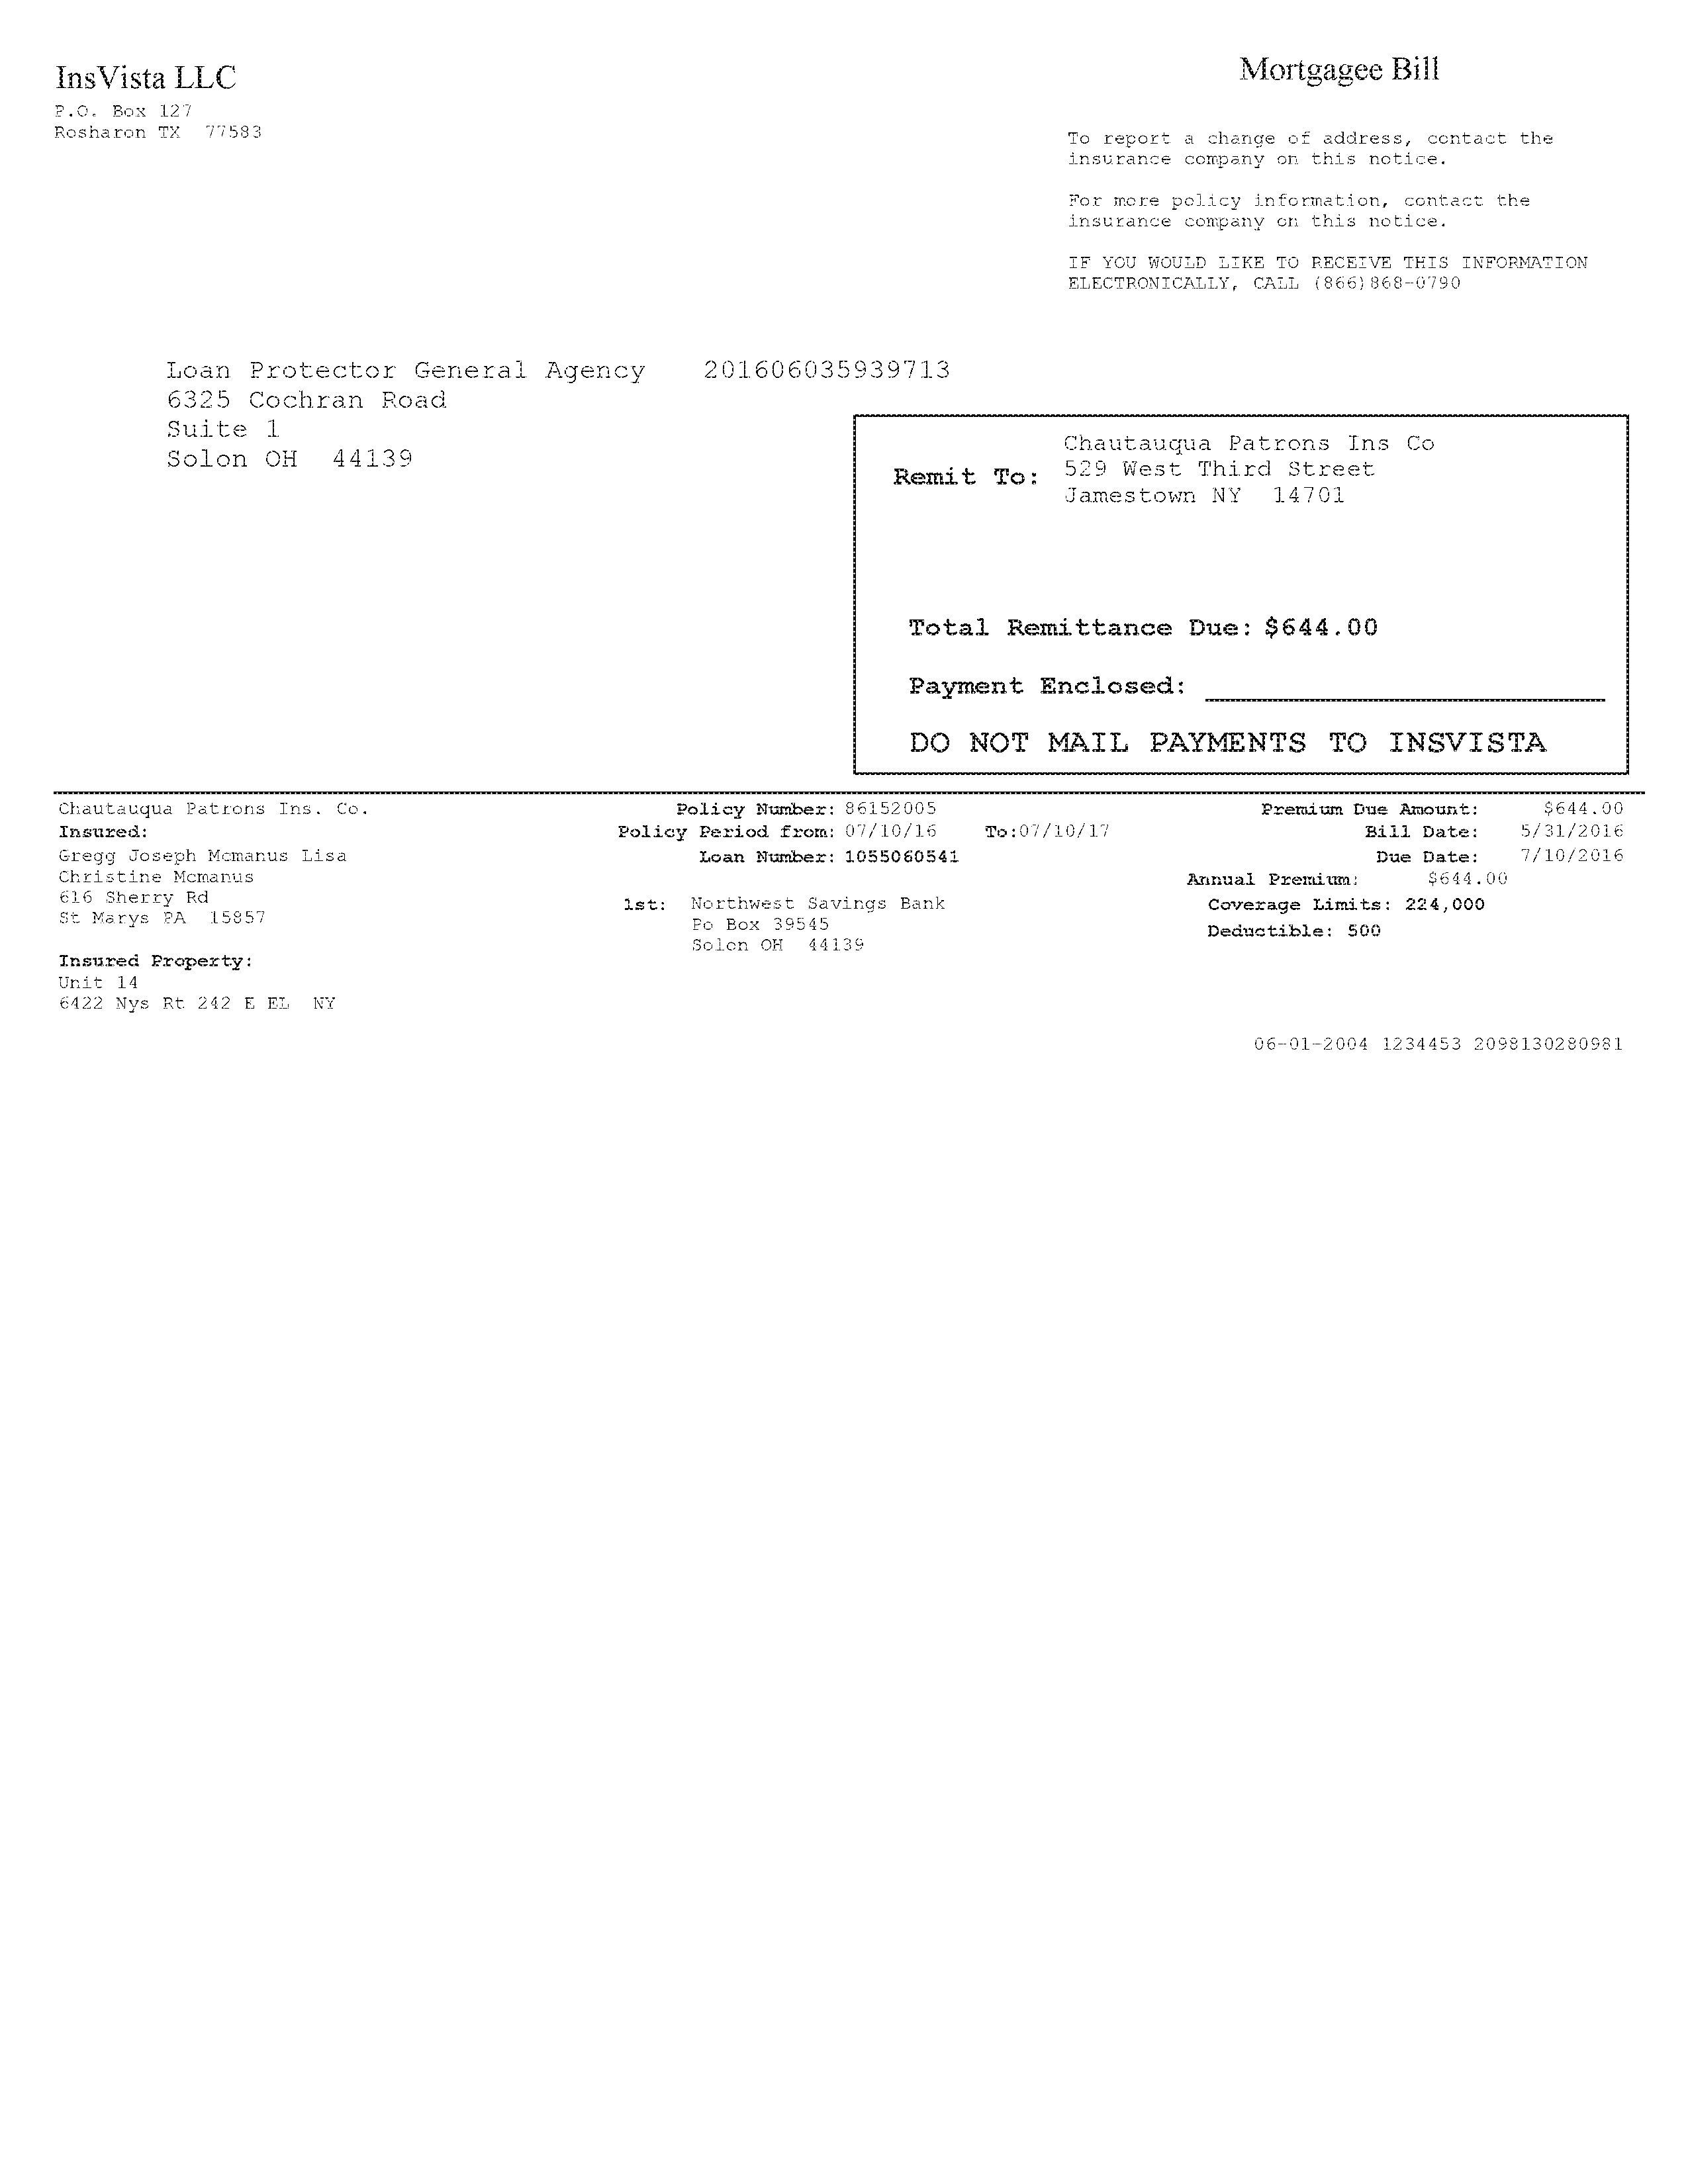 InsVista LLC
P.O. Box 127
Rosharon TX  77583
Mortgagee Bill
To report a change of address, contact the
insurance company on this notice.
For more policy information, contact the
insurance company on this notice.
IF YOU WOULD LIKE TO RECEIVE THIS INFORMATION
ELECTRONICALLY, CALL (866)868-0790
Loan Protector General Agency 201606035939713
6325 Cochran Road
Suite 1
Solon OH  44139
Remit To:
Chautauqua Patrons Ins Co
529 West Third Street
Jamestown NY  14701
Total Remittance Due: $644.00
Payment Enclosed:
DO NOT MAIL PAYMENTS TO INSVISTA
Chautauqua Patrons Ins. Co.
Insured:
Gregg Joseph Mcmanus Lisa
Christine Mcmanus
616 Sherry Rd
St Marys PA  15857
Insured Property:
Unit 14
6422 Nys Rt 242 E EL  NY
Policy Number: 86152005
Policy Period from: 07/10/16 To:07/10/17
Loan Number: 1055060541
1st: Northwest Savings Bank
Po Box 39545
Solon OH  44139
Premium Due Amount: $644.00
Bill Date: 5/31/2016
Due Date: 7/10/2016
Annual Premium: $644.00
Coverage Limits: 224,000
Deductible: 500
06-01-2004 1234453 2098130280981